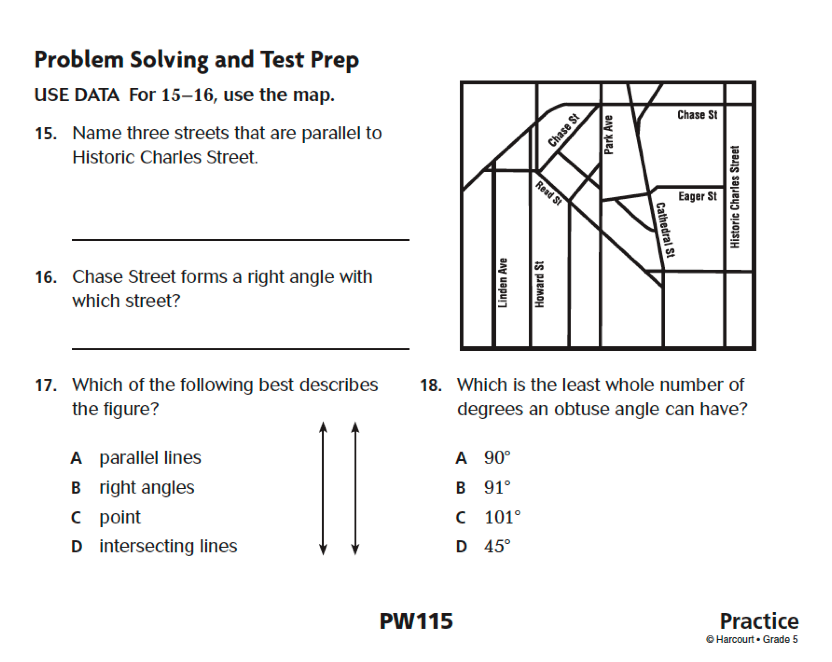 Problem Solving and Test Prep
USE DATA For 15–16, use the map.
15. Name three streets that are parallel to
Historic Charles Street.
16. Chase Street forms a right angle with
which street?
Chase St
Chase St
Park Ave
Read St
Eager St
Cathedral St
Historic Charles Street
Linden Ave
Howard St
17. Which of the following best describes
the figure?
A parallel lines
B right angles
C point
D intersecting lines
18. Which is the least whole number of
degrees an obtuse angle can have?
A 90°
B 91°
C 101°
D 45°
PW115
Practice
© Harcourt • Grade 5